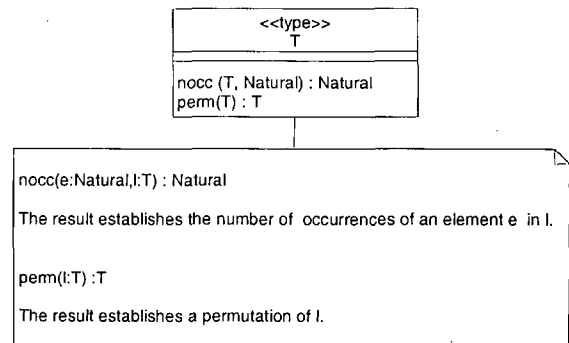 <<type>>
T
nocc (T, Natural) : Natural
perm(T) : T
nocc(e:Natural,l:T) : Natural
The result establishes the number of occurrences of an element e in l.
perm(l:T) :T
The result establishes a permutation of l.